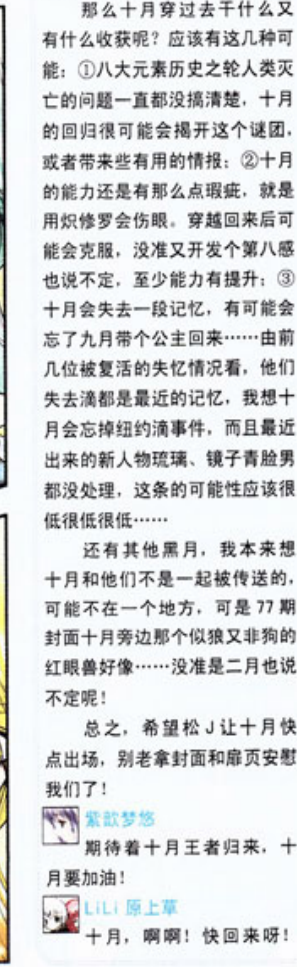 那么十月穿过去干什么又
有什么收获呢？应该有这几种可
能：①八大元素历史之轮人类灭
亡的问题一直都没搞清楚，十月
的回归很可能会揭开这个谜团，
或者带来些有用的情报；②十月
的能力还是有那么点瑕疵，就是
用炽修罗会伤眼。穿越回来后可
能会克服，没准又开发个第八感
也说不定，至少能力有提升；③
十月会失去一段记忆，有可能会
忘了九月带个公主回来……由前
几位被复活的失忆情况看，他们
失去滴都是最近的记忆，我想十
月会忘掉纽约滴事件，而且最近
出来的新人物琉璃、镜子青脸男
都没处理，这条的可能性应该很
低很低很低……
还有其他黑月，我本来想
十月和他们不是一起被传送的，
可能不在一个地方，可是77期
封面十月旁边那个似狼又非狗的
红眼兽好像……没准是二月也说
不定呢！
总之，希望松J让十月快
点出场，别老拿封面和扉页安慰
我们了！
紫歆梦悠
期待着十月王者归来，十
月要加油！
LiLi 原上草
十月，啊啊！快回来呀！